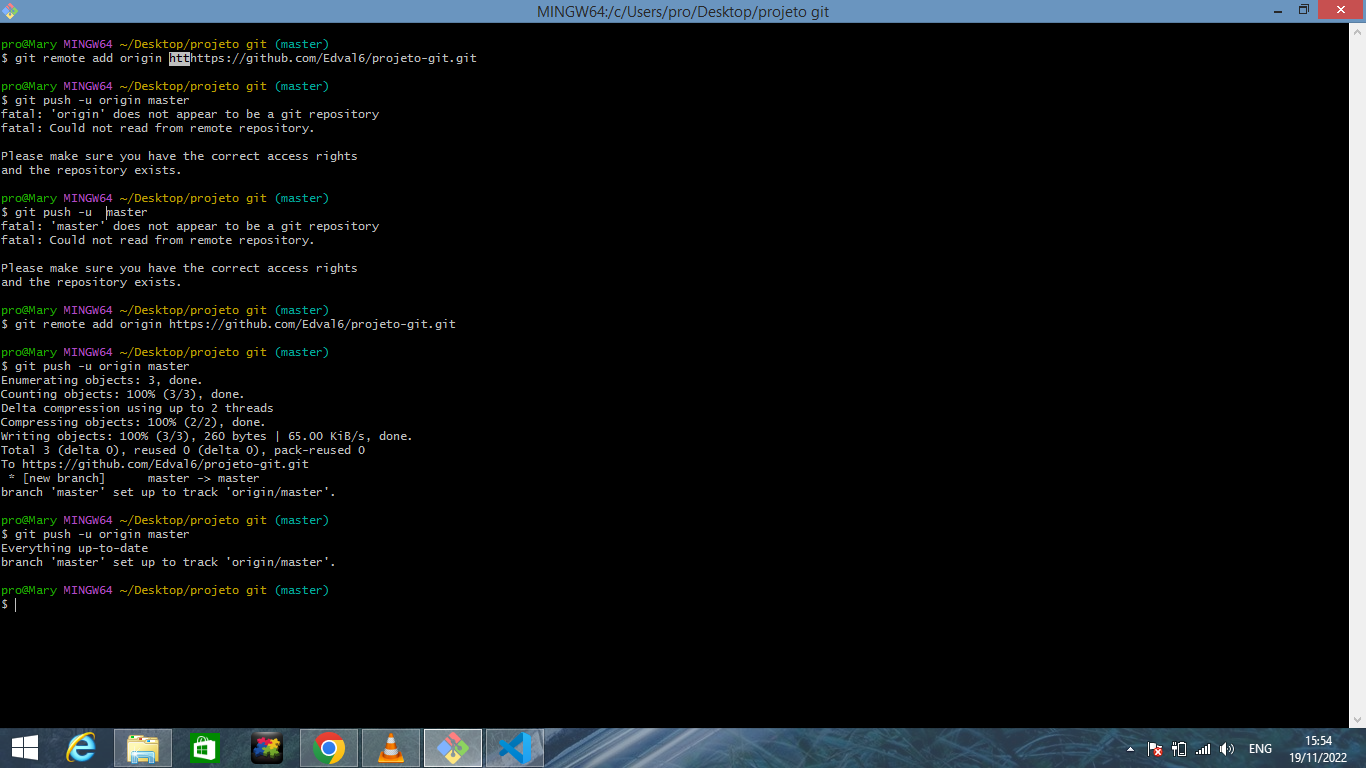 MINGW64:/c/Users/pro/Desktop/projeto git
pro@Mary MINGW64 ~/Desktop/projeto git (master)
$ git remote add origin htthttps://github.com/Edval6/projeto-git.git
pro@Mary MINGW64 ~/Desktop/projeto git (master)
$ git push -u origin master
fatal: 'origin' does not appear to be a git repository
fatal: Could not read from remote repository.
Please make sure you have the correct access rights
and the repository exists.
pro@Mary MINGW64 ~/Desktop/projeto git (master)
$ git push -u  master
fatal: 'master' does not appear to be a git repository
fatal: Could not read from remote repository.
Please make sure you have the correct access rights
and the repository exists.
pro@Mary MINGW64 ~/Desktop/projeto git (master)
$ git remote add origin https://github.com/Edval6/projeto-git.git
pro@Mary MINGW64 ~/Desktop/projeto git (master)
$ git push -u origin master
Enumerating objects: 3, done.
Counting objects: 100% (3/3), done.
Delta compression using up to 2 threads
Compressing objects: 100% (2/2), done.
Writing objects: 100% (3/3), 260 bytes | 65.00 KiB/s, done.
Total 3 (delta 0), reused 0 (delta 0), pack-reused 0
To https://github.com/Edval6/projeto-git.git
 * [new branch]      master -> master
branch 'master' set up to track 'origin/master'.
pro@Mary MINGW64 ~/Desktop/projeto git (master)
$ git push -u origin master
Everything up-to-date
branch 'master' set up to track 'origin/master'.
pro@Mary MINGW64 ~/Desktop/projeto git (master)
$
ENG
15:54
19/11/2022